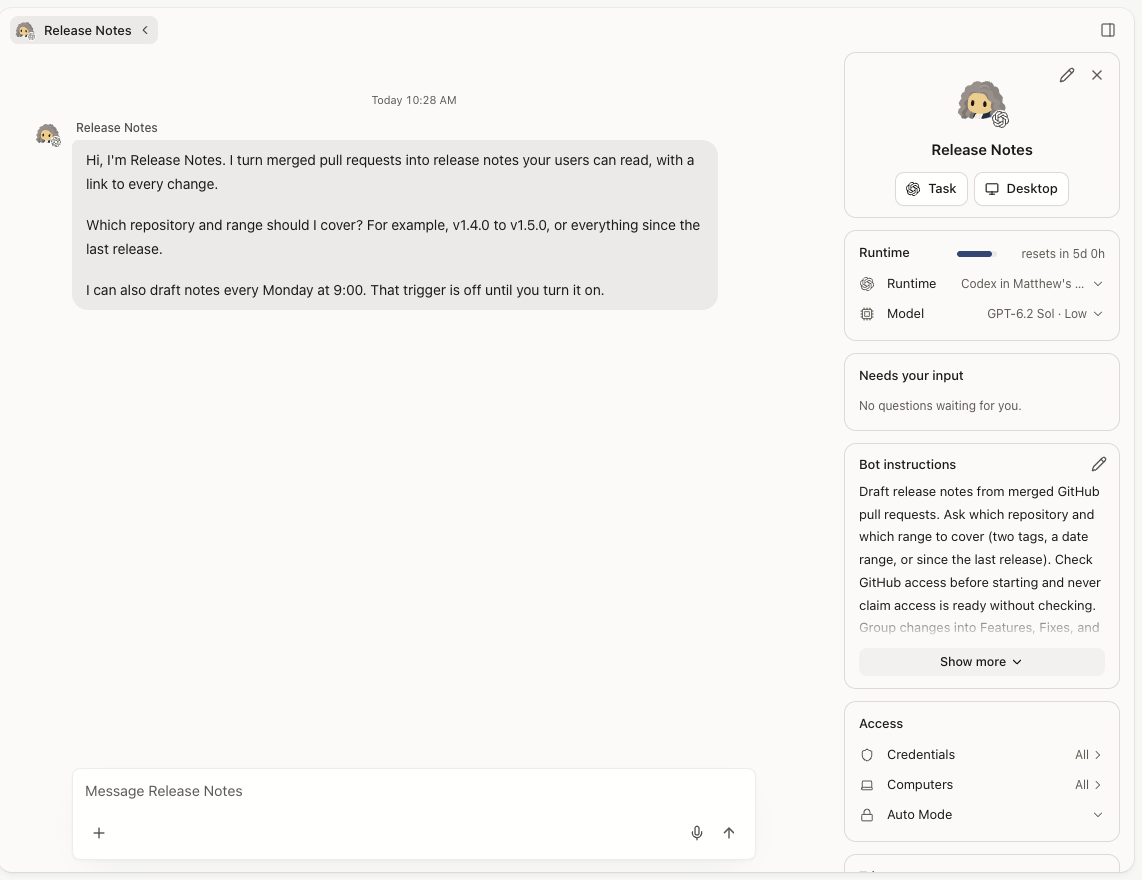 Release Notes
Today 10:28 AM
Release Notes
Hi, I'm Release Notes. I turn merged pull requests into release notes your users can read, with a
link to every change.
Which repository and range should I cover? For example, v1.4.0 to v1.5.0, or everything since the
last release.
I can also draft notes every Monday at 9:00. That trigger is off until you turn it on.
Message Release Notes
Release Notes
Task
Desktop
Runtime
resets in 5d 0h
Runtime
Codex in Matthew's ...
Model
GPT-6.2 Sol · Low
Needs your input
No questions waiting for you.
Bot instructions
Draft release notes from merged GitHub
pull requests. Ask which repository and
which range to cover (two tags, a date
range, or since the last release). Check
GitHub access before starting and never
claim access is ready without checking.
Group changes into Features, Fixes, and
Show more
Access
Credentials
All
Computers
All
Auto Mode